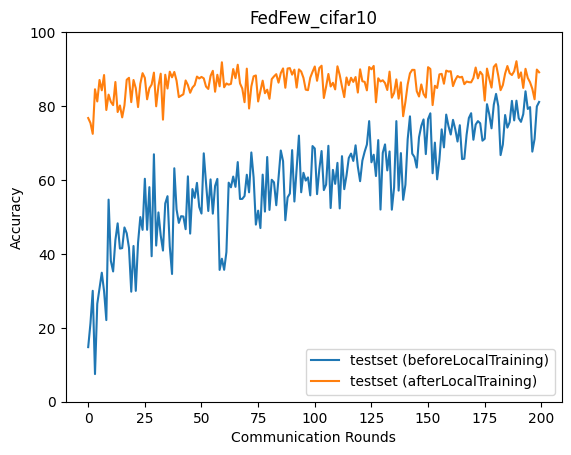 FedFew_cifar10
Accuracy
100
80
60
40
20
0
testset (beforeLocalTraining)
testset (afterLocalTraining)
0 25 50 75 100 125 150 175 200
Communication Rounds